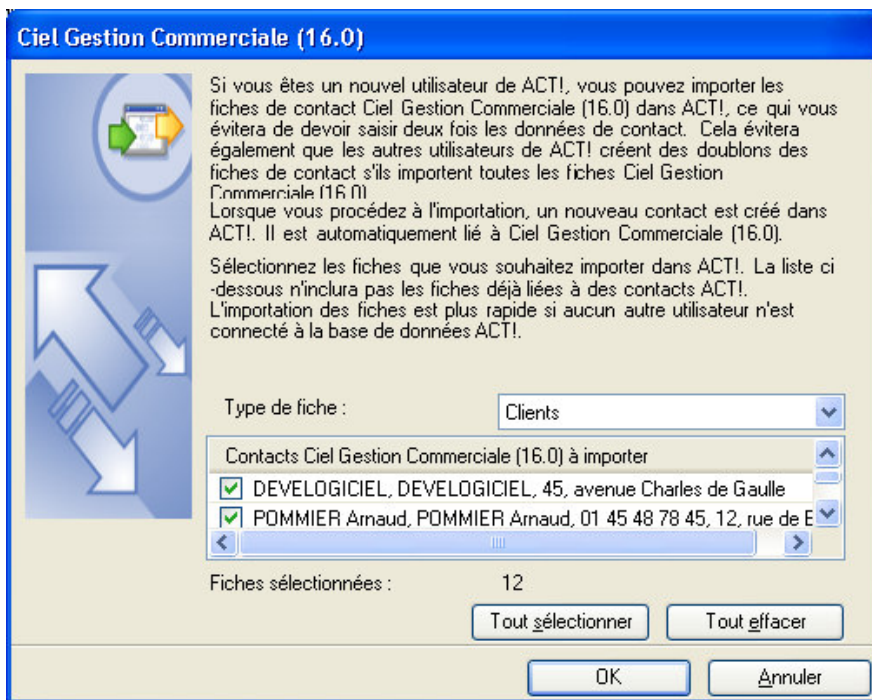 Ciel Gestion Commerciale (16.0)
Si vous êtes un nouvel utilisateur de ACT!, vous pouvez importer les
fiches de contact Ciel Gestion Commerciale (16.0) dans ACT!, ce qui vous
évitera de devoir saisir deux fois les données de contact. Cela évitera
également que les autres utilisateurs de ACT! créent des doublons des
fiches de contact s'ils importent toutes les fiches Ciel Gestion
Commerciale (16.0)
Lorsque vous procédez à l'importation, un nouveau contact est créé dans
ACT!. Il est automatiquement lié à Ciel Gestion Commerciale (16.0).
Sélectionnez les fiches que vous souhaitez importer dans ACT!. La liste ci
-dessous n'inclura pas les fiches déjà liées à des contacts ACT!.
L'importation des fiches est plus rapide si aucun autre utilisateur n'est
connecté à la base de données ACT!.
Type de fiche : Clients
Contacts Ciel Gestion Commerciale (16.0) à importer
DEVELOGICIEL, DEVELOGICIEL, 45, avenue Charles de Gaulle
POMMIER Arnaud, POMMIER Arnaud, 01 45 48 78 45, 12, rue de
Fiches sélectionnées : 12
Tout sélectionner Tout effacer
OK Annuler